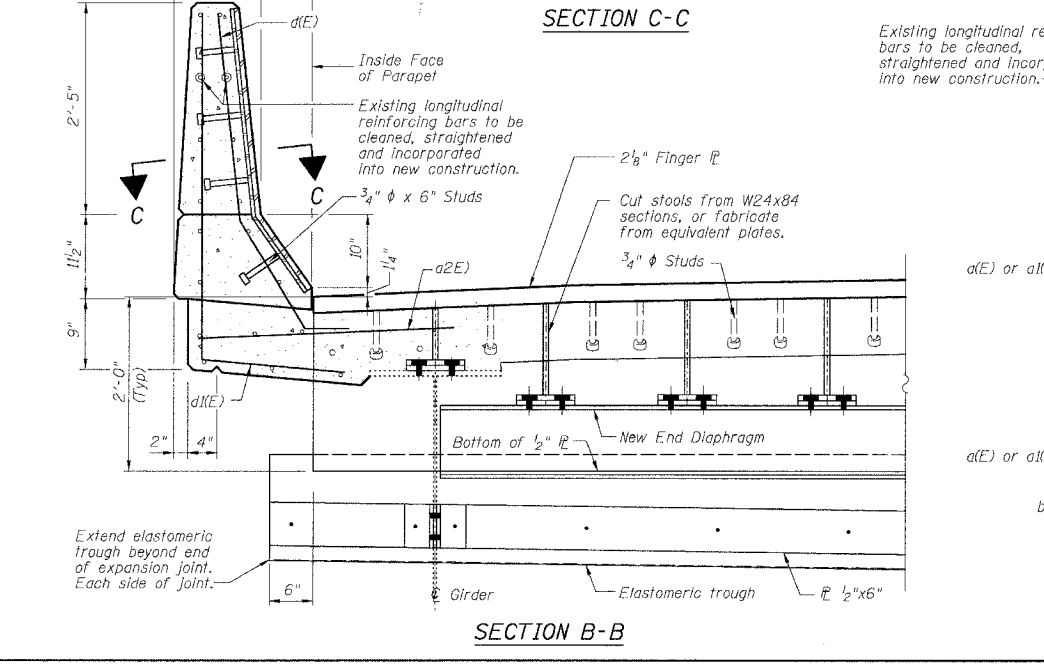 SECTION C-C
d(E)
Existing longitudinal re
bars to be cleaned,
straightened and incor
into new construction.
Inside Face
of Parapet
2'-5"
Existing longitudinal
reinforcing bars to be
cleaned, straightened
and incorporated
into new construction.
2 1/8" Finger ℄
C
C
3/4" ϕ x 6" Studs
Cut stools from W24x84
sections, or fabricate
from equivalent plates.
11 1/2"
10"
1 1/4"
a2E)
3/4" ϕ Studs
a(E) or a1(
9"
2'-0"
(Typ)
d1(E)
2"
4"
Bottom of 1/2" ℄
New End Diaphragm
a(E) or a1(
b
Extend elastomeric
trough beyond end
of expansion joint.
Each side of joint.
6"
℄ Girder
Elastomeric trough
℄ 1/2"x6"
SECTION B-B